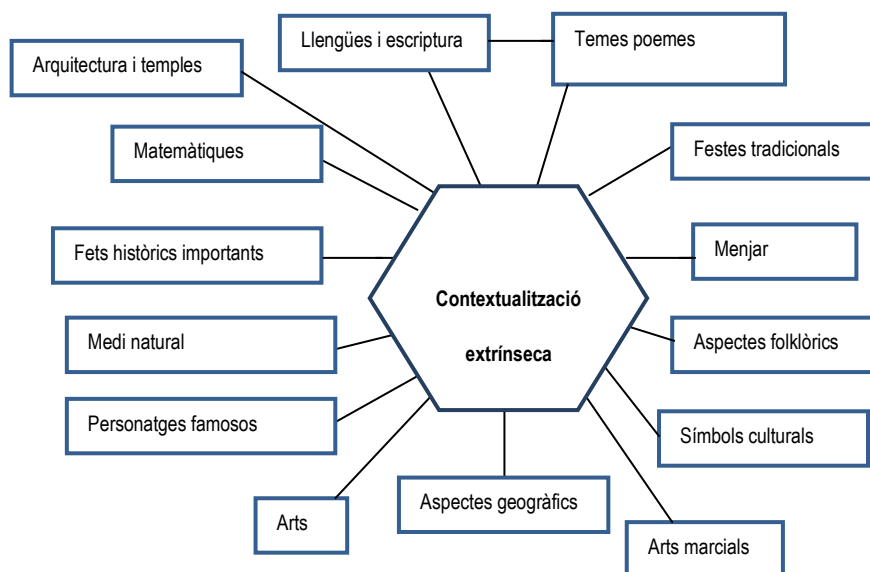 Llengües i escriptura
Temes poemes
Arquitectura i temples
Matemàtiques
Festes tradicionals
Fets històrics importants
Menjar
Contextualització
extrínseca
Medi natural
Aspectes folklòrics
Personatges famosos
Símbols culturals
Aspectes geogràfics
Arts
Arts marcials